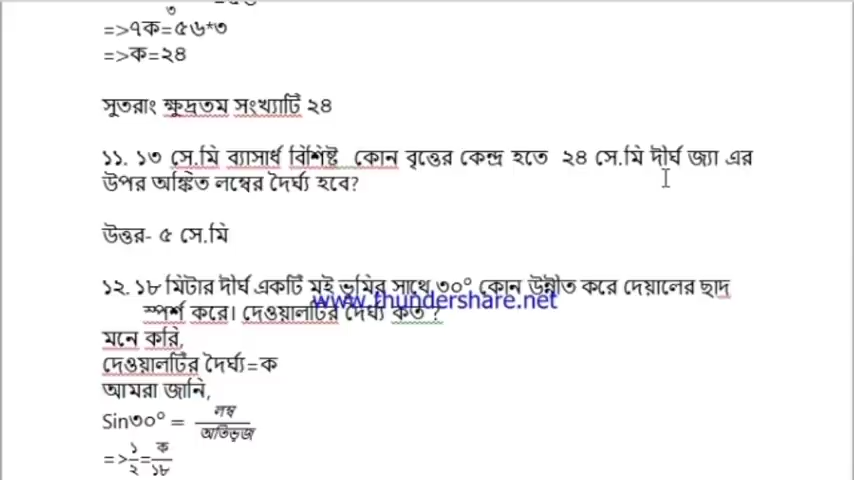 ৩
=>৭ক=৫৬*৩
=>ক=২৪
সুতরাং ক্ষুদ্রতম সংখ্যাটি ২৪
১১. ১৩ সে.মি ব্যাসার্ধ বিশিষ্ট কোন বৃত্তের কেন্দ্র হতে ২৪ সে.মি দীর্ঘ জ্যা এর
উপর অঙ্কিত লম্বের দৈর্ঘ্য হবে?
উত্তর- ৫ সে.মি
১২. ১৮ মিটার দীর্ঘ একটি মই ভূমির সাথে ৩০° কোন উন্নীত করে দেয়ালের ছাদ
www.thundershare.net
স্পর্শ করে। দেওয়ালটির দৈর্ঘ্য কত ?
মনে করি,
দেওয়ালটির দৈর্ঘ্য=ক
আমরা জানি,
Sin৩০° = লম্ব/অতিভূজ
=>১/২=ক/১৮